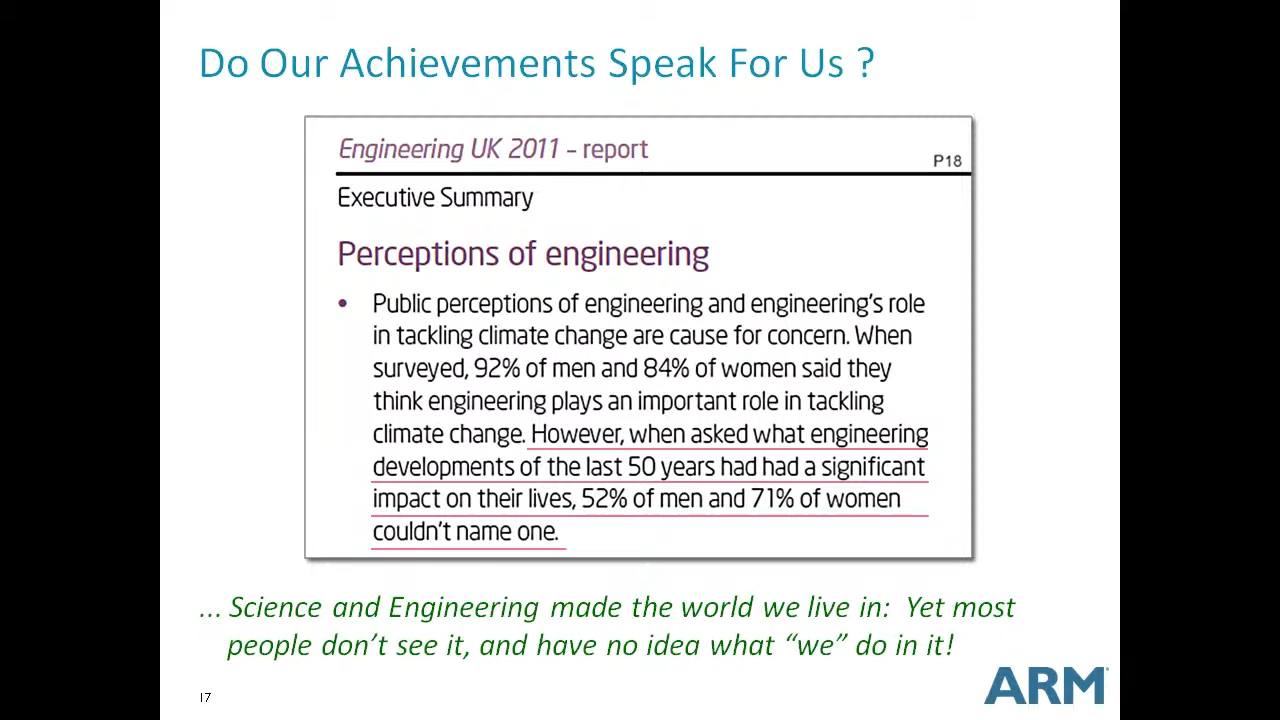 Do Our Achievements Speak For Us ?
Engineering UK 2011 – report
P18
Executive Summary
Perceptions of engineering
• Public perceptions of engineering and engineering's role
in tackling climate change are cause for concern. When
surveyed, 92% of men and 84% of women said they
think engineering plays an important role in tackling
climate change. However, when asked what engineering
developments of the last 50 years had had a significant
impact on their lives, 52% of men and 71% of women
couldn't name one.
... Science and Engineering made the world we live in: Yet most
people don't see it, and have no idea what “we” do in it!
17
ARM